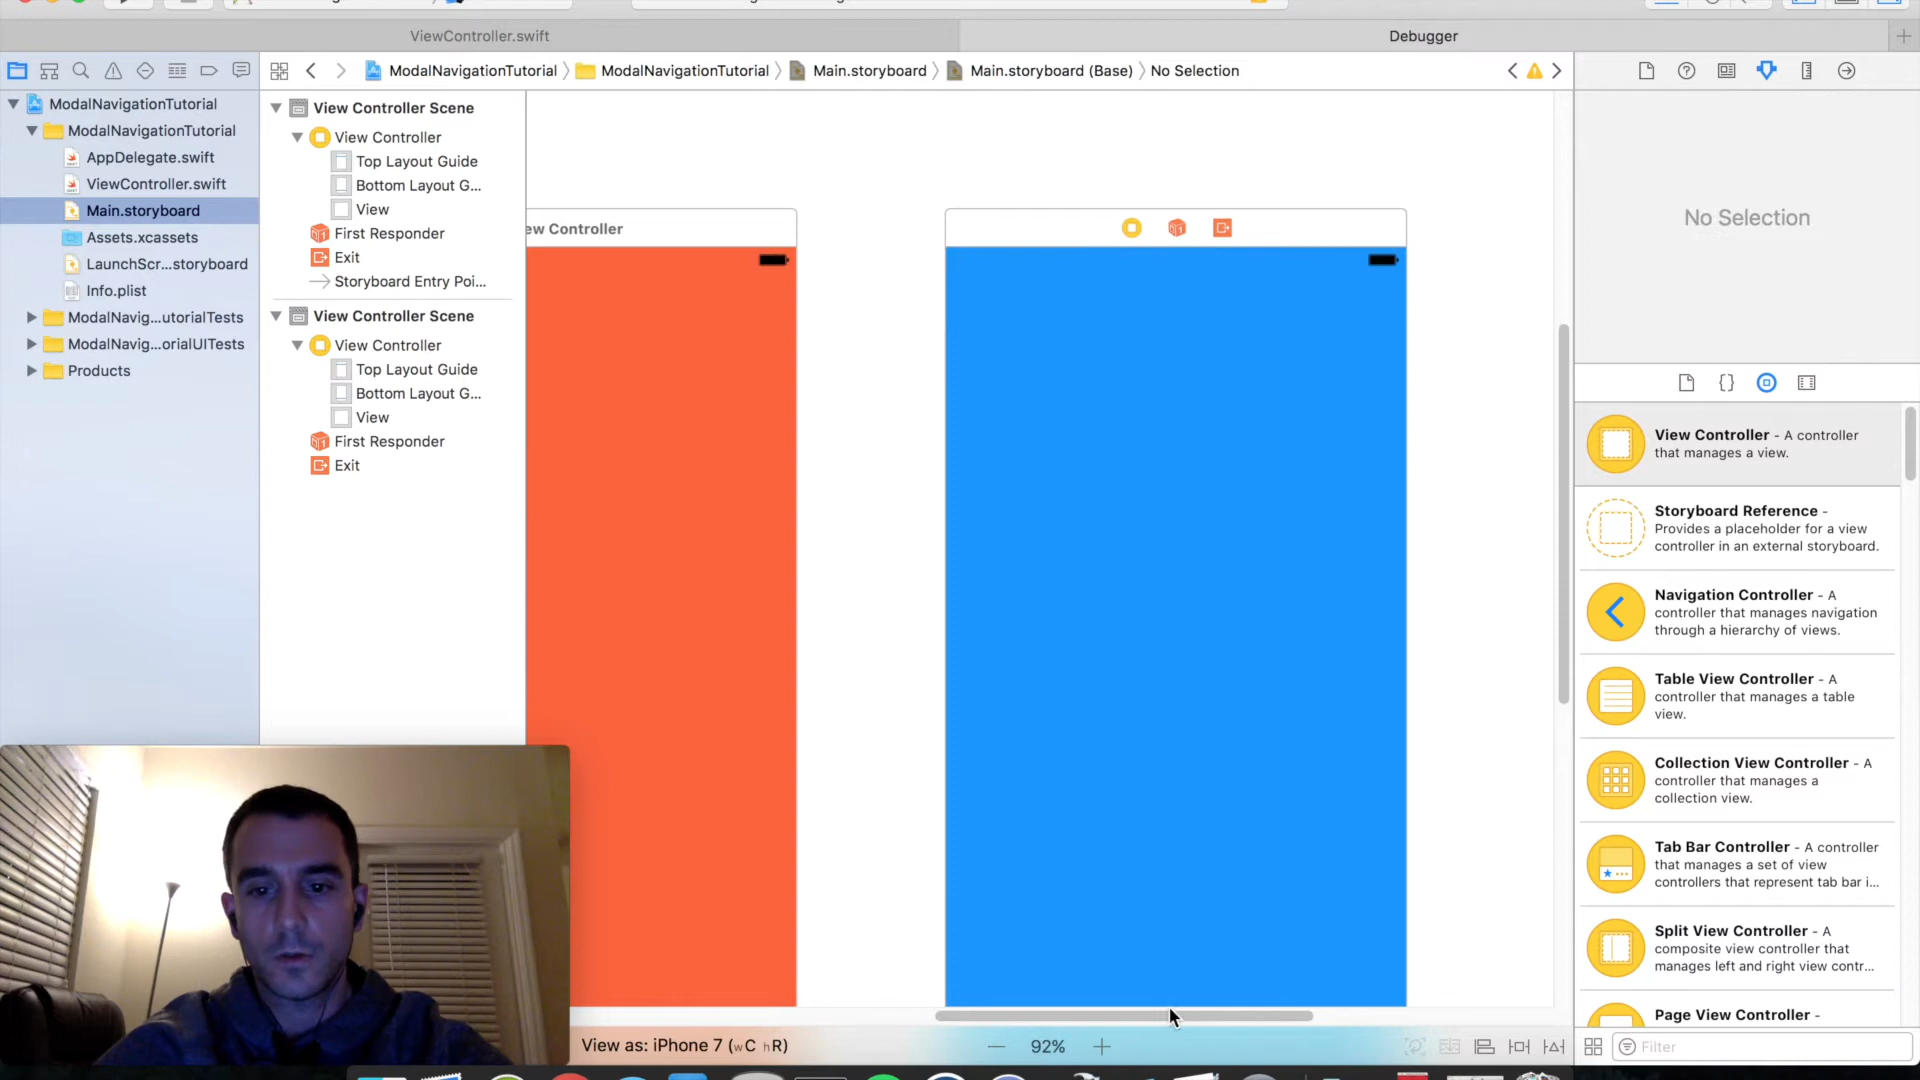 ViewController.swift
Debugger
ModalNavigationTutorial
ModalNavigationTutorial
Main.storyboard
Main.storyboard (Base)
No Selection
ModalNavigationTutorial
ModalNavigationTutorial
AppDelegate.swift
ViewController.swift
Main.storyboard
Assets.xcassets
LaunchScr...storyboard
Info.plist
ModalNavig...utorialTests
ModalNavig...orialUITests
Products
View Controller Scene
View Controller
Top Layout Guide
Bottom Layout G...
View
First Responder
Exit
Storyboard Entry Poi...
View Controller Scene
View Controller
Top Layout Guide
Bottom Layout G...
View
First Responder
Exit
ew Controller
View as: iPhone 7 (wC hR)
92%
No Selection
View Controller - A controller
that manages a view.
Storyboard Reference -
Provides a placeholder for a view
controller in an external storyboard.
Navigation Controller - A
controller that manages navigation
through a hierarchy of views.
Table View Controller - A
controller that manages a table
view.
Collection View Controller - A
controller that manages a
collection view.
Tab Bar Controller - A controller
that manages a set of view
controllers that represent tab bar i...
Split View Controller - A
composite view controller that
manages left and right view contr...
Page View Controller -
Filter